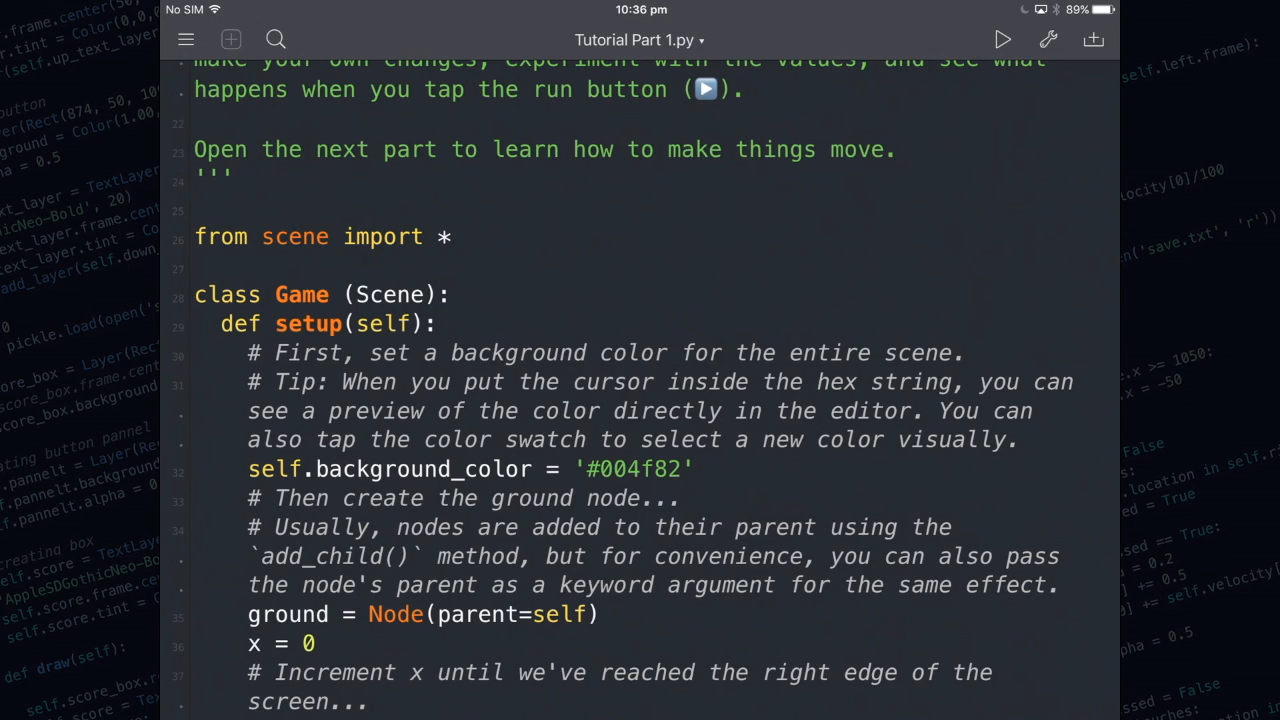 No SIM
10:36 pm
89%
Tutorial Part 1.py ▾
make your own changes, experiment with the values, and see what
happens when you tap the run button (▶️).
22
23 Open the next part to learn how to make things move.
24 '''
25
26 from scene import *
27
28 class Game (Scene):
29 def setup(self):
30 # First, set a background color for the entire scene.
31 # Tip: When you put the cursor inside the hex string, you can
see a preview of the color directly in the editor. You can
also tap the color swatch to select a new color visually.
32 self.background_color = '#004f82'
33 # Then create the ground node...
34 # Usually, nodes are added to their parent using the
`add_child()` method, but for convenience, you can also pass
the node's parent as a keyword argument for the same effect.
35 ground = Node(parent=self)
36 x = 0
37 # Increment x until we've reached the right edge of the
screen...